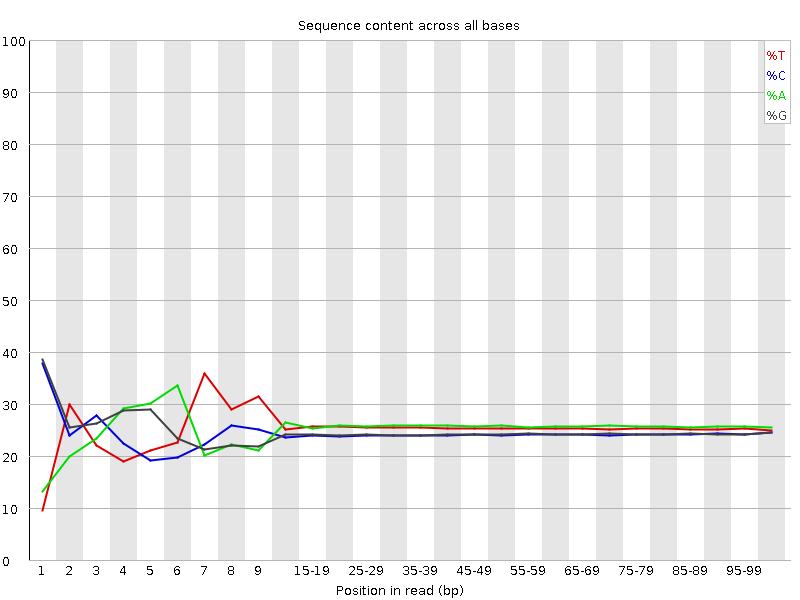 Sequence content across all bases
100
90
80
70
60
50
40
30
20
10
0
%T
%C
%A
%G
1 2 3 4 5 6 7 8 9 15-19 25-29 35-39 45-49 55-59 65-69 75-79 85-89 95-99
Position in read (bp)